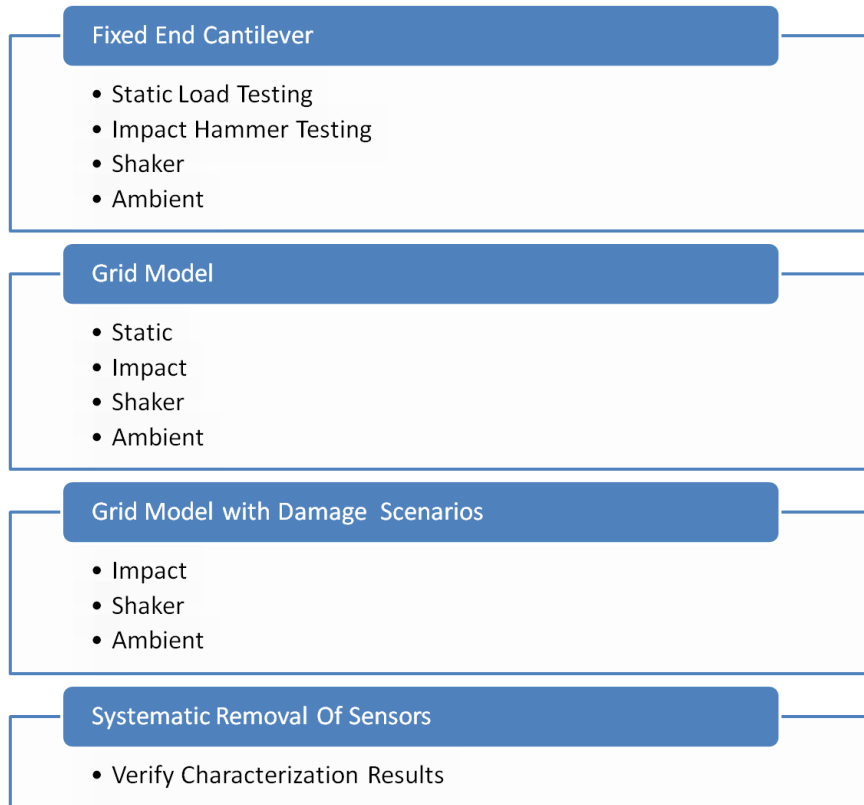 Fixed End Cantilever
• Static Load Testing
• Impact Hammer Testing
• Shaker
• Ambient
Grid Model
• Static
• Impact
• Shaker
• Ambient
Grid Model with Damage Scenarios
• Impact
• Shaker
• Ambient
Systematic Removal Of Sensors
• Verify Characterization Results